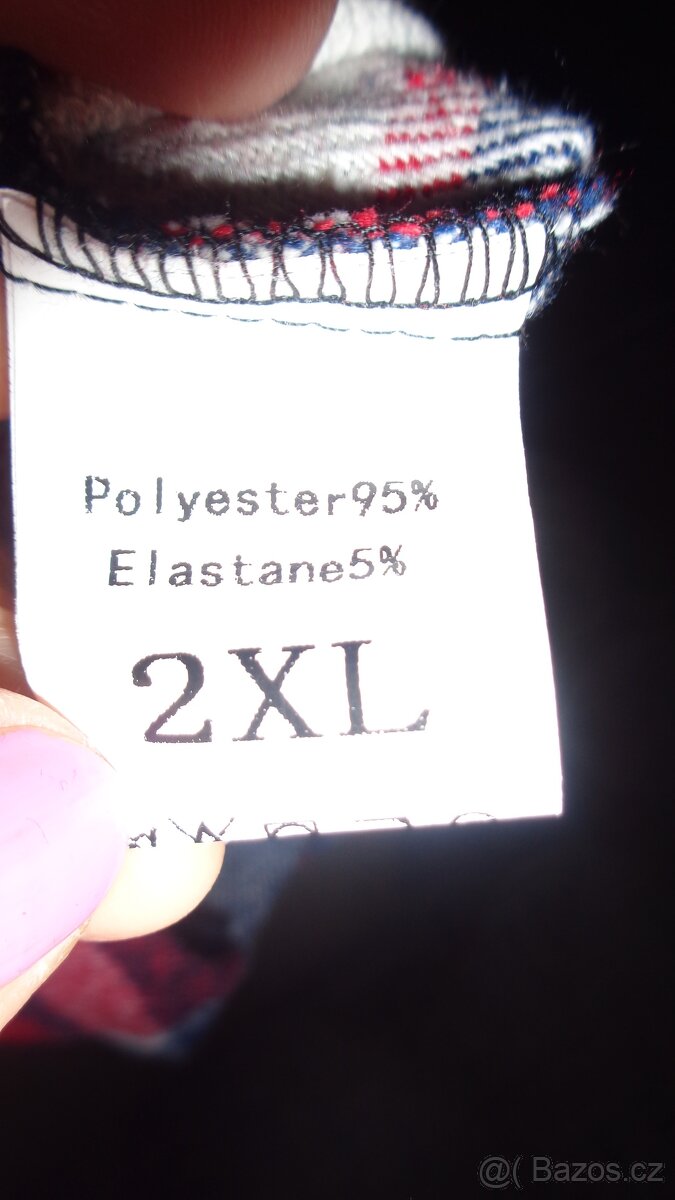 Polyester95%
Elastane5%
2XL
@( Bazos.cz